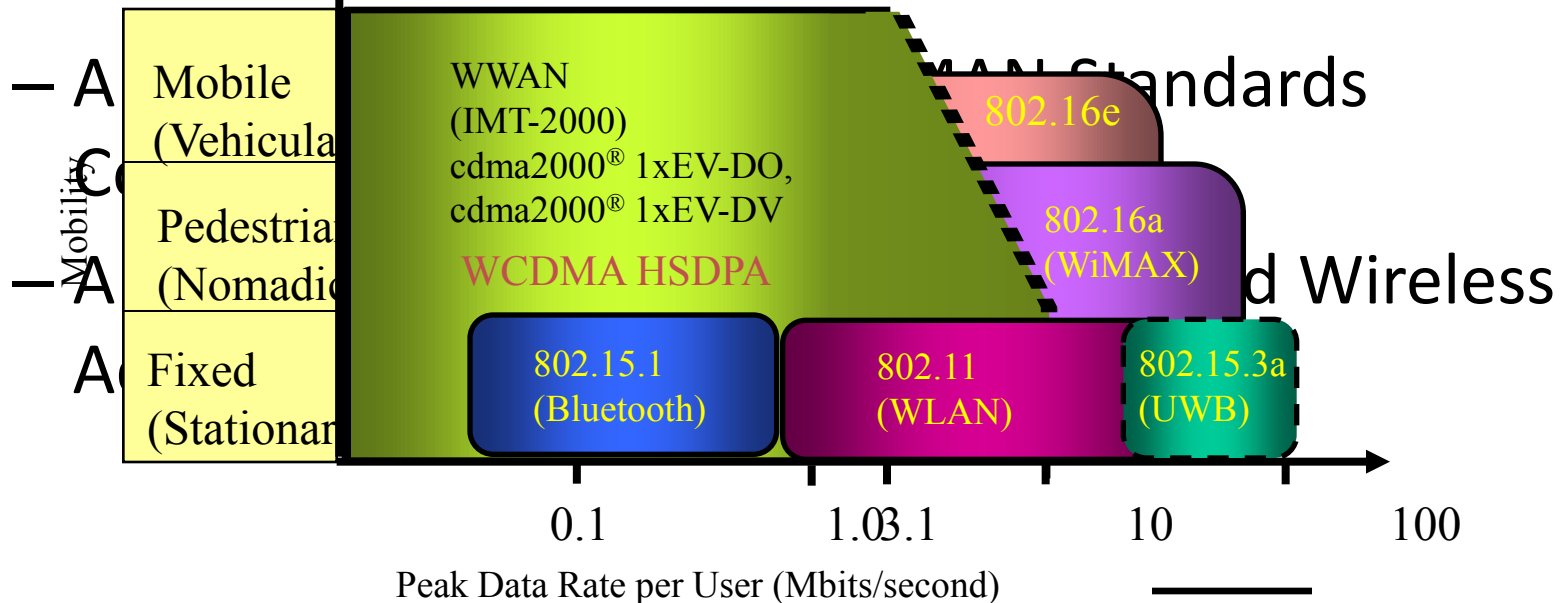 – A MAN Standards
Mobile
(Vehicula
Mobility
Pedestria
(Nomadic
– A d Wireless
Fixed
(Stationar
WWAN
(IMT-2000)
cdma2000® 1xEV-DO,
cdma2000® 1xEV-DV
WCDMA HSDPA
802.16e
802.16a
(WiMAX)
802.15.1
(Bluetooth)
802.11
(WLAN)
802.15.3a
(UWB)
0.1 1.0 3.1 10 100
Peak Data Rate per User (Mbits/second)